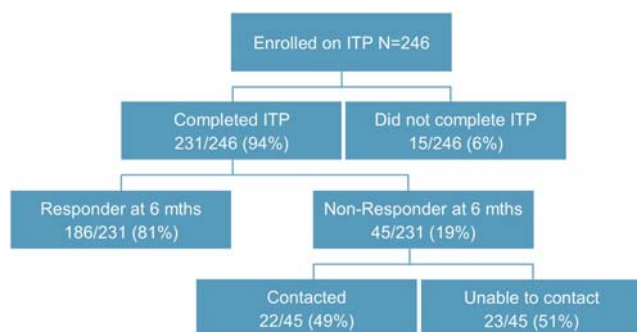 Enrolled on ITP N=246
Completed ITP
231/246 (94%)
Did not complete ITP
15/246 (6%)
Responder at 6 mths
186/231 (81%)
Non-Responder at 6 mths
45/231 (19%)
Contacted
22/45 (49%)
Unable to contact
23/45 (51%)